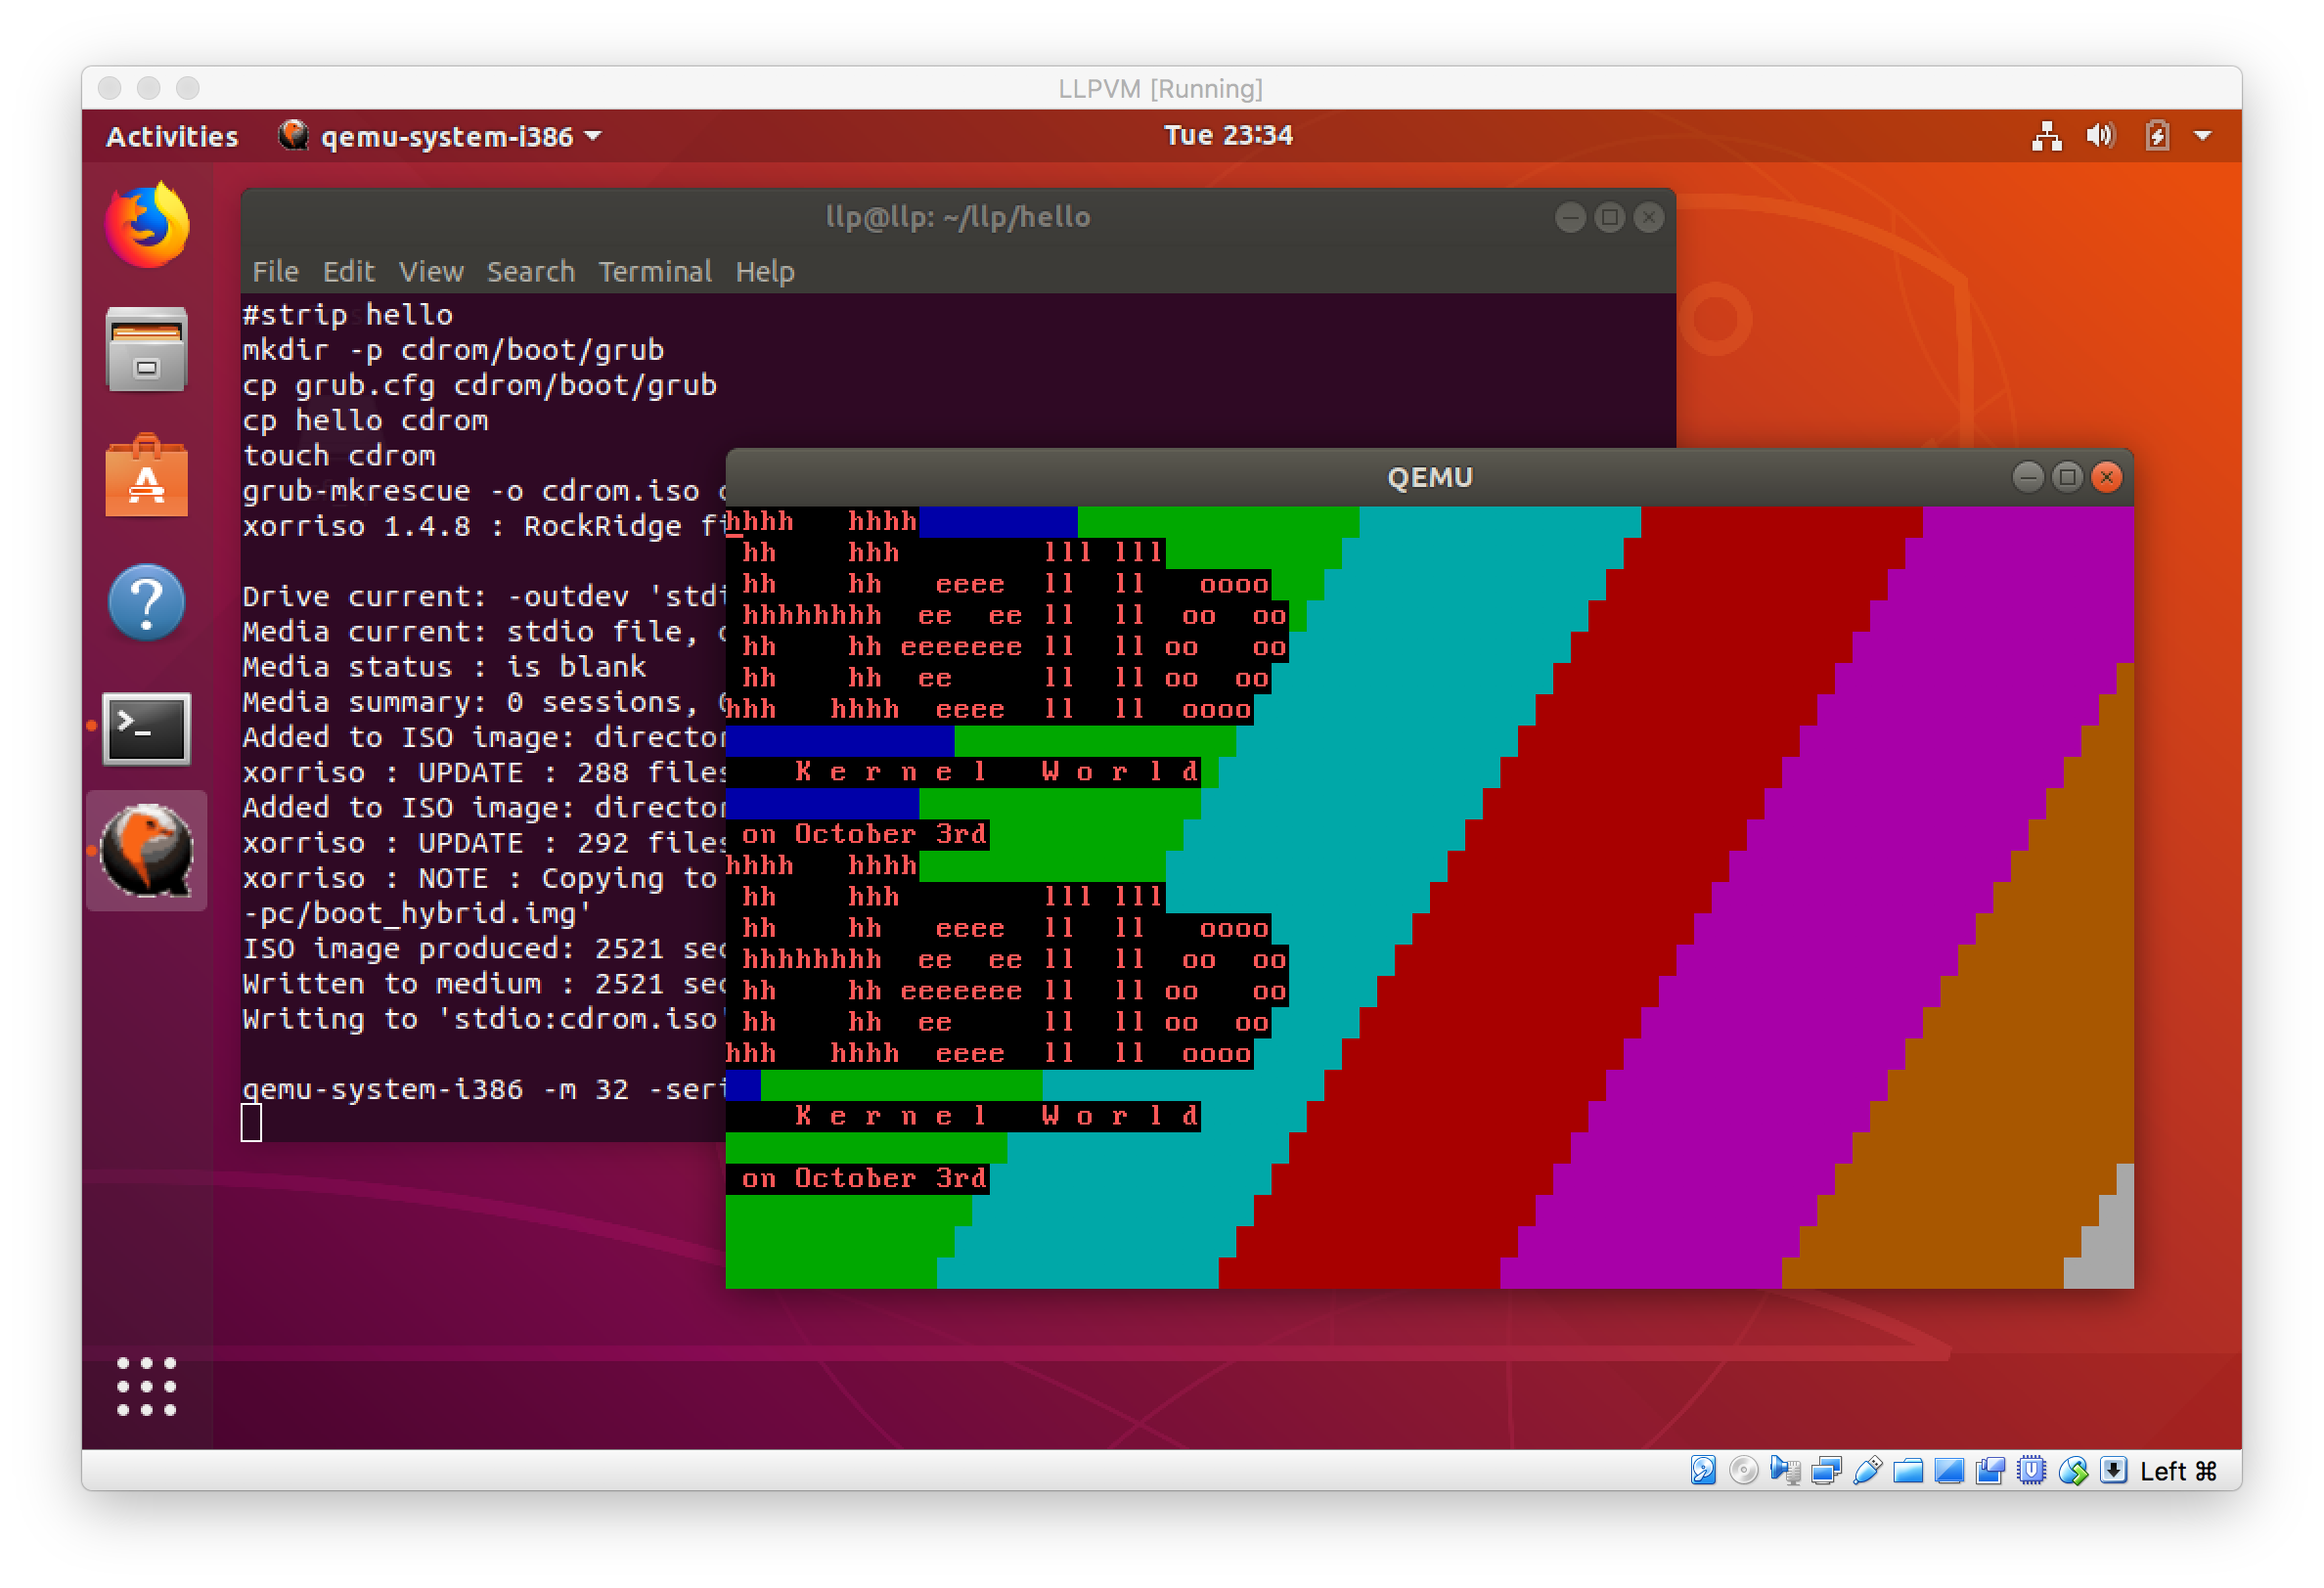 LLPVM [Running]
Activities qemu-system-i386 Tue 23:34
llp@llp: ~/llp/hello
File Edit View Search Terminal Help
#strip hello
mkdir -p cdrom/boot/grub
cp grub.cfg cdrom/boot/grub
cp hello cdrom
touch cdrom
grub-mkrescue -o cdrom.iso
xorriso 1.4.8 : RockRidge
Drive current: -outdev
Media current: stdio file,
Media status : is blank
Media summary: 0 sessions,
Added to ISO image:
xorriso : UPDATE : 288 files
Added to ISO image:
xorriso : UPDATE : 292 files
xorriso : NOTE : Copying to
-pc/boot_hybrid.img'
ISO image produced: 2521
Written to medium : 2521
Writing to 'stdio:cdrom.iso'
qemu-system-i386 -m 32
QEMU
hhhh   hhhh
 hh    hhh        lll lll
 hh    hh  eeee  ll  ll   oooo
 hhhhhhhh  ee  ee ll  ll  oo  oo
 hh    hh eeeeeee ll  ll oo   oo
 hh    hh  ee     ll  ll oo  oo
hhh   hhhh  eeee  ll  ll  oooo
K e r n e l   W o r l d
on October 3rd
hhhh   hhhh
 hh    hhh        lll lll
 hh    hh  eeee  ll  ll   oooo
 hhhhhhhh  ee  ee ll  ll  oo  oo
 hh    hh eeeeeee ll  ll oo   oo
 hh    hh  ee     ll  ll oo  oo
hhh   hhhh  eeee  ll  ll  oooo
K e r n e l   W o r l d
on October 3rd
Left ⌘